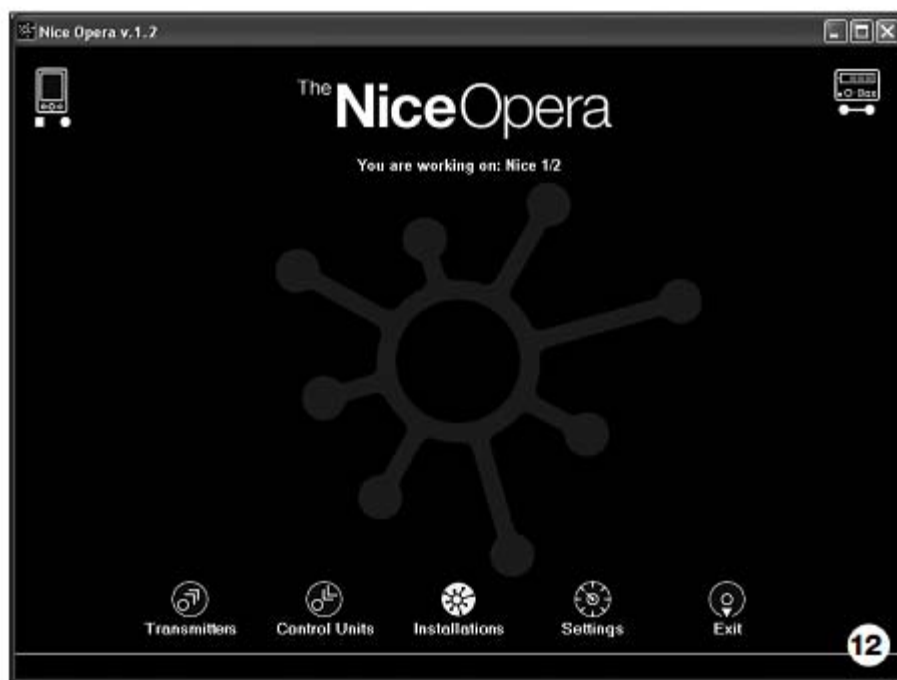 Nice Opera v.1.2
The NiceOpera
O-Box
You are working on: Nice 1/2
Transmitters
Control Units
Installations
Settings
Exit
12